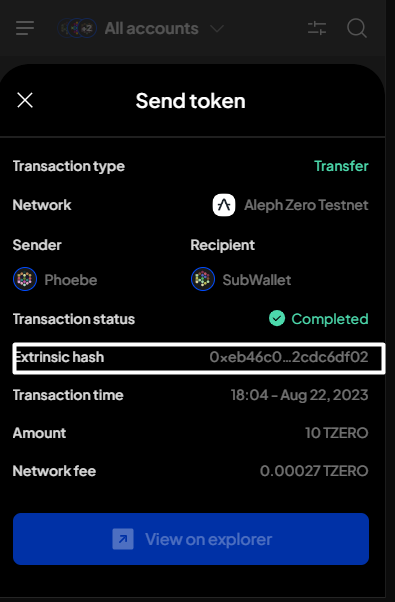 +2 All accounts
Send token
Transaction type Transfer
Network Aleph Zero Testnet
Sender Recipient
Phoebe SubWallet
Transaction status Completed
Extrinsic hash 0xeb46c0...2cdc6df02
Transaction time 18:04 - Aug 22, 2023
Amount 10 TZERO
Network fee 0.00027 TZERO
View on explorer